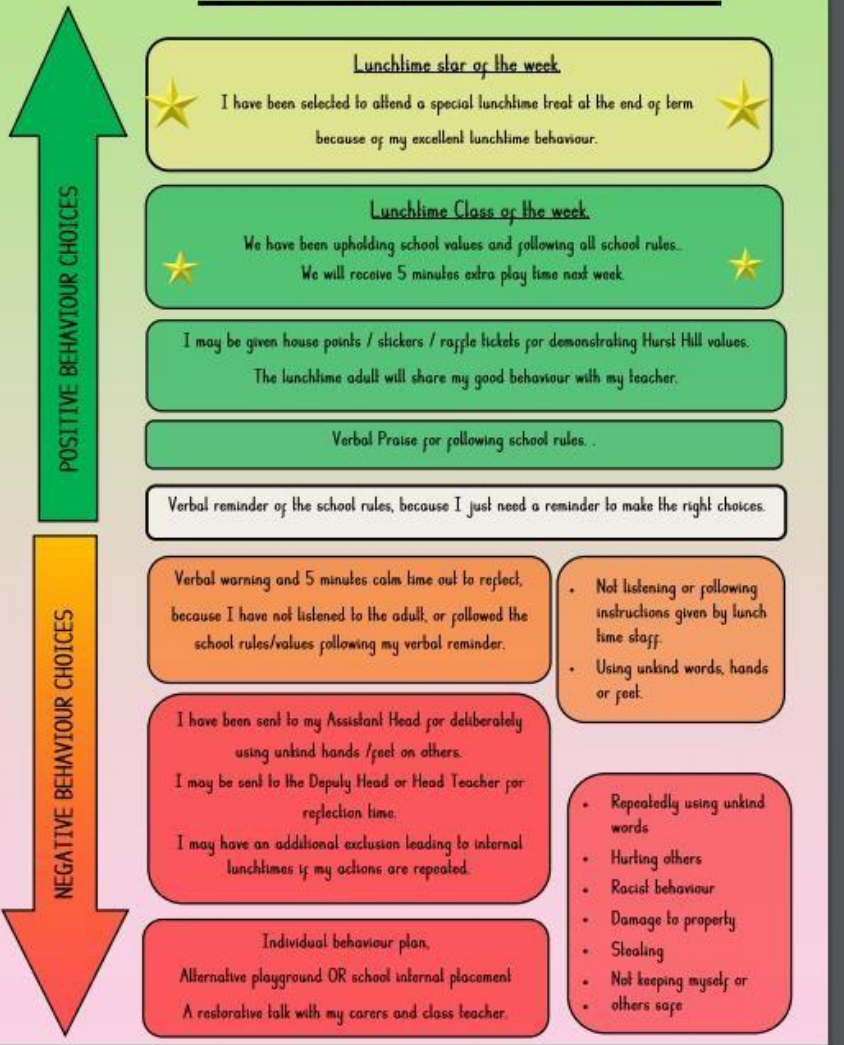 Lunchtime star of the week.
I have been selected to attend a special lunchtime treat at the end of term
because of my excellent lunchtime behaviour.
Lunchtime Class of the week.
We have been upholding school values and following all school rules..
We will receive 5 minutes extra play time next week.
I may be given house points / stickers / raffle tickets for demonstrating Hurst Hill values.
The lunchtime adult will share my good behaviour with my teacher.
Verbal Praise for following school rules. .
POSITIVE BEHAVIOUR CHOICES
Verbal reminder of the school rules, because I just need a reminder to make the right choices.
NEGATIVE BEHAVIOUR CHOICES
Verbal warning and 5 minutes calm time out to reflect,
because I have not listened to the adult, or followed the
school rules/values following my verbal reminder.
• Not listening or following
instructions given by lunch
time staff.
• Using unkind words, hands
or feet.
I have been sent to my Assistant Head for deliberately
using unkind hands /feet on others.
I may be sent to the Deputy Head or Head Teacher for
reflection time.
I may have an additional exclusion leading to internal
lunchtimes if my actions are repeated.
• Repeatedly using unkind
words
• Hurting others
• Racist behaviour
• Damage to property
• Stealing
• Not keeping myself or
• others safe
Individual behaviour plan,
Alternative playground OR school internal placement
A restorative talk with my carers and class teacher.